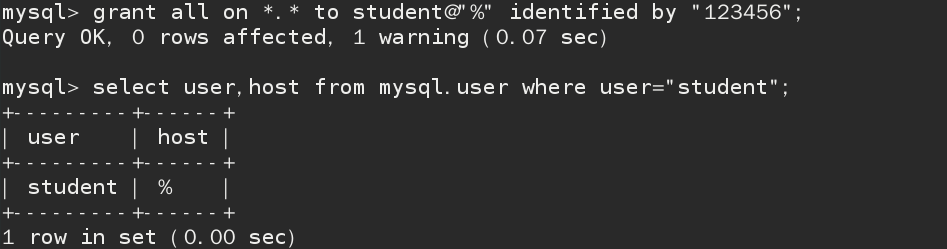 mysql> grant all on *.* to student@"%" identified by "123456";
Query OK, 0 rows affected, 1 warning (0.07 sec)
mysql> select user,host from mysql.user where user="student";
+---------+------+
| user    | host |
+---------+------+
| student | %    |
+---------+------+
1 row in set (0.00 sec)